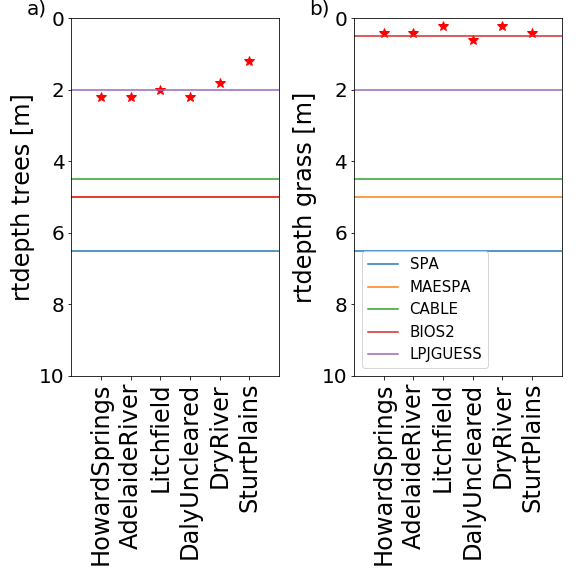 a)
rtdepth trees [m]
0
2
4
6
8
10
HowardSprings
AdelaideRiver
Litchfield
DalyUncleared
DryRiver
SturtPlains
b)
rtdepth grass [m]
0
2
4
6
8
10
SPA
MAESPA
CABLE
BIOS2
LPJGUESS
HowardSprings
AdelaideRiver
Litchfield
DalyUncleared
DryRiver
SturtPlains